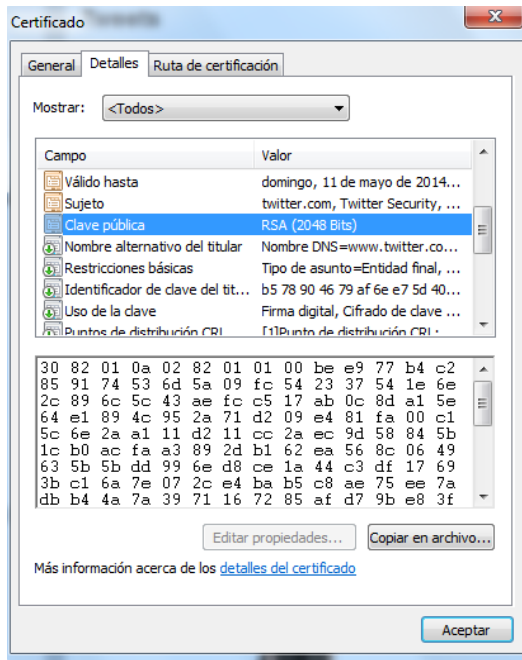 Certificado
General Detalles Ruta de certificación
Mostrar: <Todos>
Campo Valor
Válido hasta domingo, 11 de mayo de 2014...
Sujeto twitter.com, Twitter Security, ...
Clave pública RSA (2048 Bits)
Nombre alternativo del titular Nombre DNS=www.twitter.co...
Restricciones básicas Tipo de asunto=Entidad final, ...
Identificador de clave del tit... b5 78 90 46 79 af 6e e7 5d 40...
Uso de la clave Firma digital, Cifrado de clave ...
Puntos de distribución CRL [1]Punto de distribución CRL:
30 82 01 0a 02 82 01 01 00 be e9 77 b4 c2
85 91 74 53 6d 5a 09 fc 54 23 37 54 1e 6e
2c 89 6c 5c 43 ae fc c5 17 ab 0c 8d a1 5e
64 e1 89 4c 95 2a 71 d2 09 e4 81 fa 00 c1
5c 6e 2a a1 11 d2 11 cc 2a ec 9d 58 84 5b
1c b0 ac fa a3 89 2d b1 62 ea 56 8c 06 49
63 5b 5b dd 99 6e d8 ce 1a 44 c3 df 17 69
3b c1 6a 7e 07 2c e4 ba b5 c8 ae 75 ee 7a
db b4 4a 7a 39 71 16 72 85 af d7 9b e8 3f
Editar propiedades... Copiar en archivo...
Más información acerca de los detalles del certificado
Aceptar